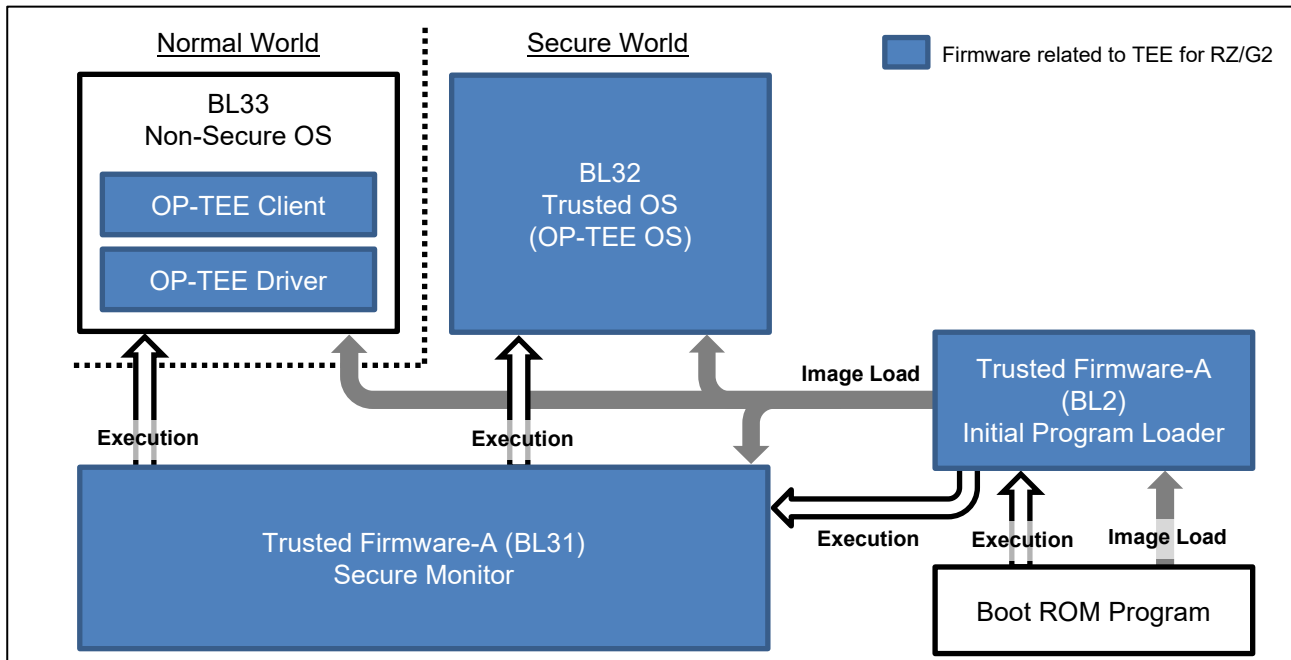 Normal World
Secure World
Firmware related to TEE for RZ/G2
BL33
Non-Secure OS
OP-TEE Client
OP-TEE Driver
BL32
Trusted OS
(OP-TEE OS)
Image Load
Trusted Firmware-A
(BL2)
Initial Program Loader
Execution
Execution
Trusted Firmware-A (BL31)
Secure Monitor
Execution
Execution
Image Load
Boot ROM Program